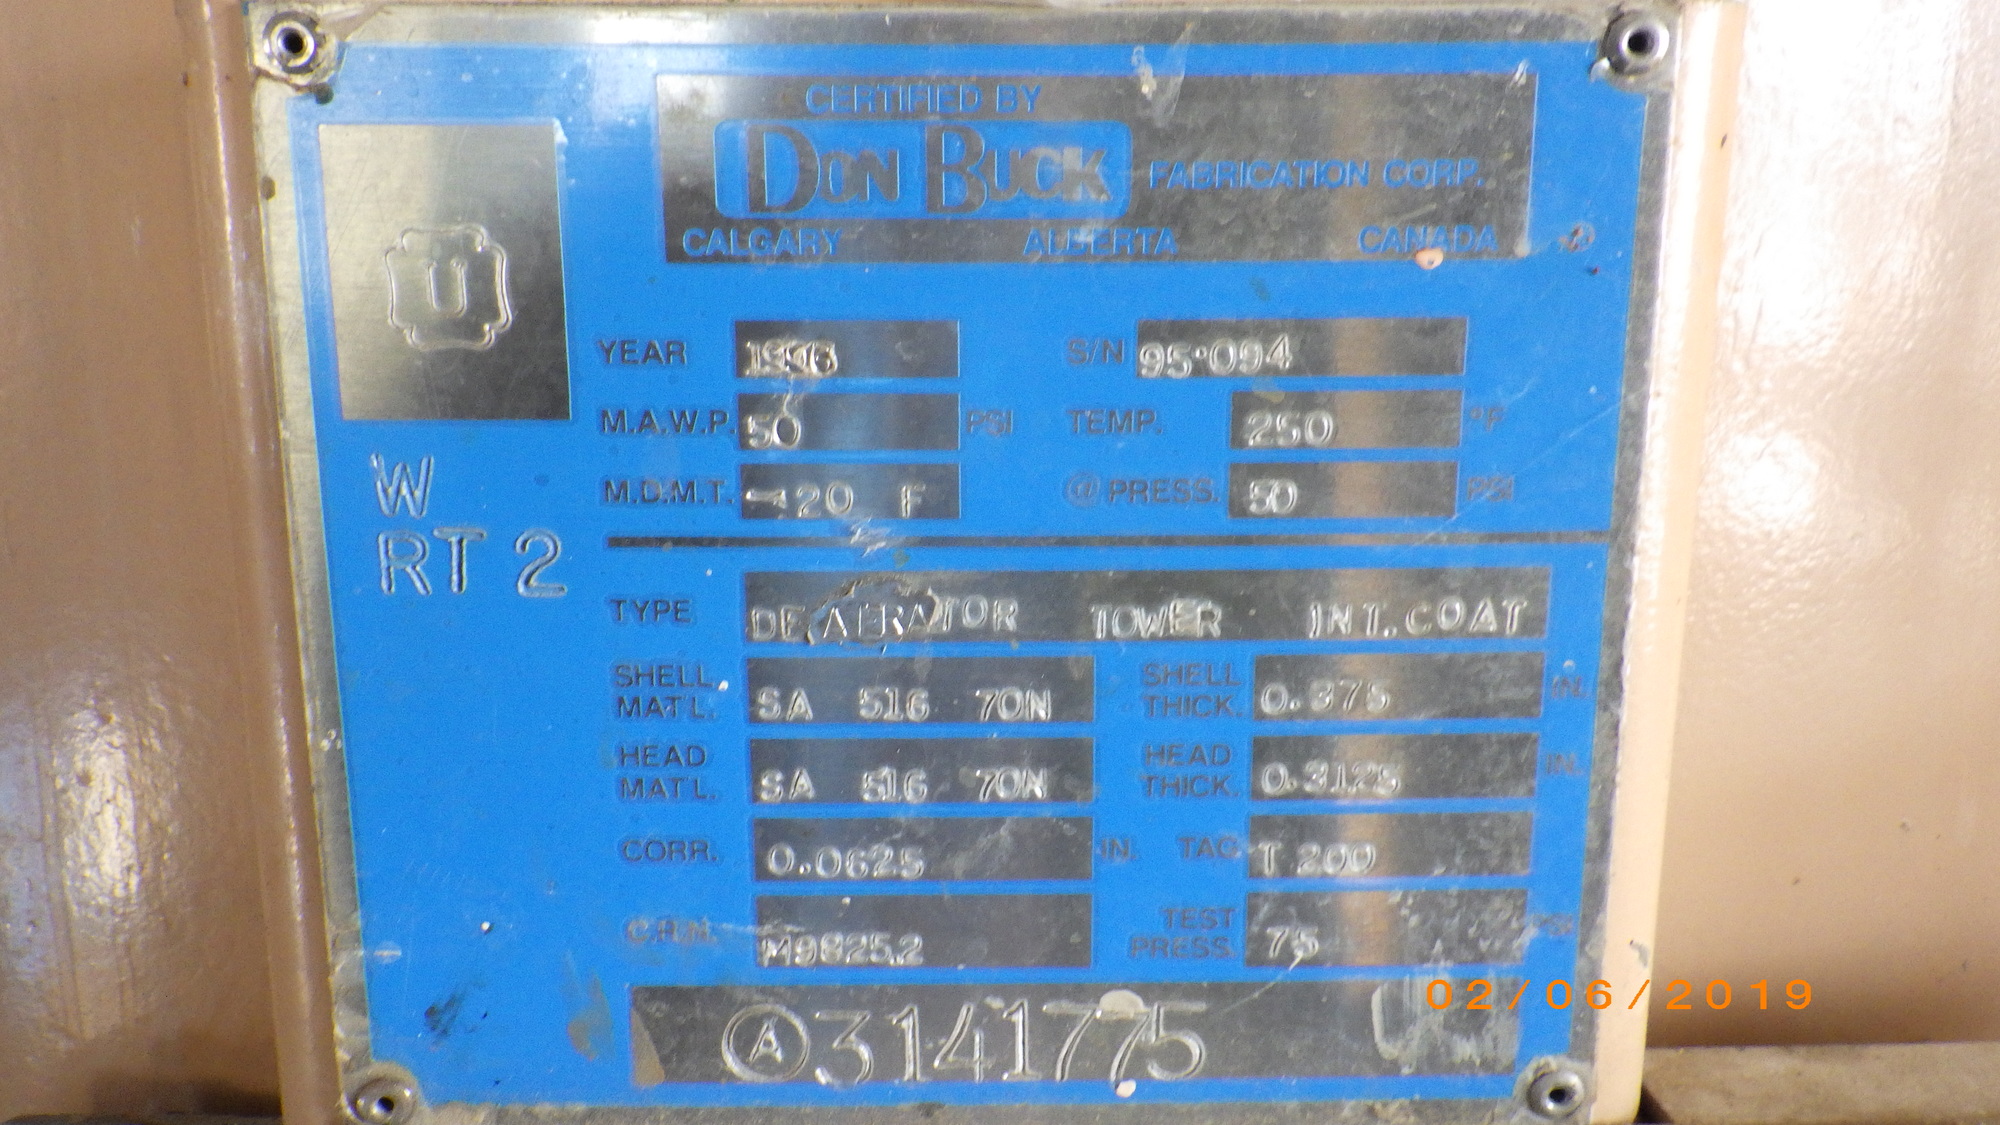 CERTIFIED BY
DON BUCK FABRICATION CORP.
CALGARY ALBERTA CANADA
U
W
RT 2
YEAR 1996 S/N 95-094
M.A.W.P. 50 PSI TEMP. 250 °F
M.D.M.T. -20 F @ PRESS. 50 PSI
TYPE DEAERATOR TOWER INT. COAT
SHELL MAT'L. SA 516 70N SHELL THICK. 0.375 IN.
HEAD MAT'L. SA 516 70N HEAD THICK. 0.3125 IN.
CORR. 0.0625 IN. TAG T 200
C.R.N. M9825.2 TEST PRESS. 75 PSI
A 3141775
02/06/2019